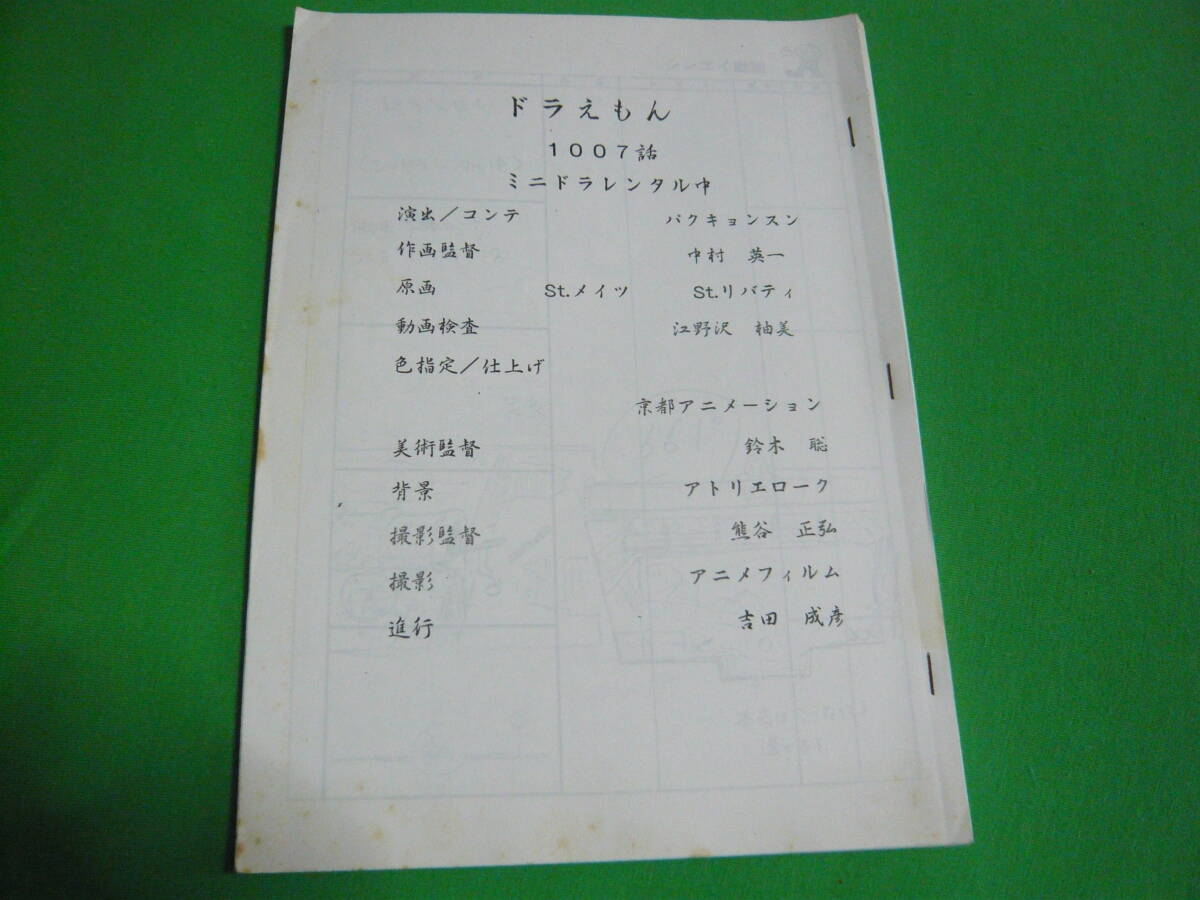 ドラえもん
1007話
ミニドラレンタル中
演出／コンテ パクキョンスン
作画監督 中村 英一
原画 St.メイツ St.リバティ
動画検査 江野沢 柚美
色指定／仕上げ
京都アニメーション
美術監督 鈴木 聡
背景 アトリエローク
撮影監督 熊谷 正弘
撮影 アニメフィルム
進行 吉田 成彦